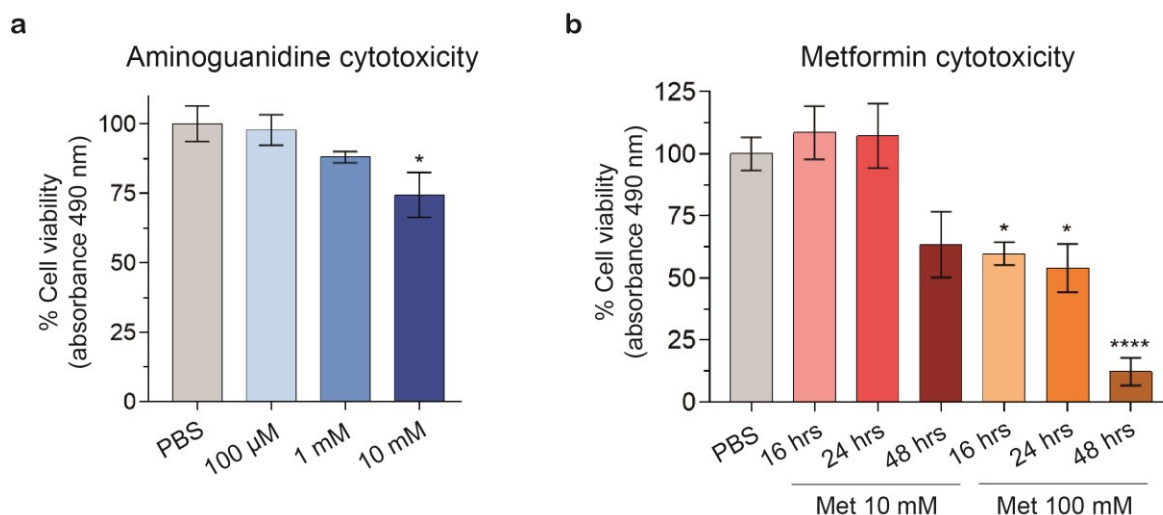 a
Aminoguanidine cytotoxicity
% Cell viability
(absorbance 490 nm)
100
75
50
25
0
*
PBS
100 µM
1 mM
10 mM
b
Metformin cytotoxicity
% Cell viability
(absorbance 490 nm)
125
100
75
50
25
0
*
*
****
PBS
16 hrs
24 hrs
48 hrs
16 hrs
24 hrs
48 hrs
Met 10 mM
Met 100 mM